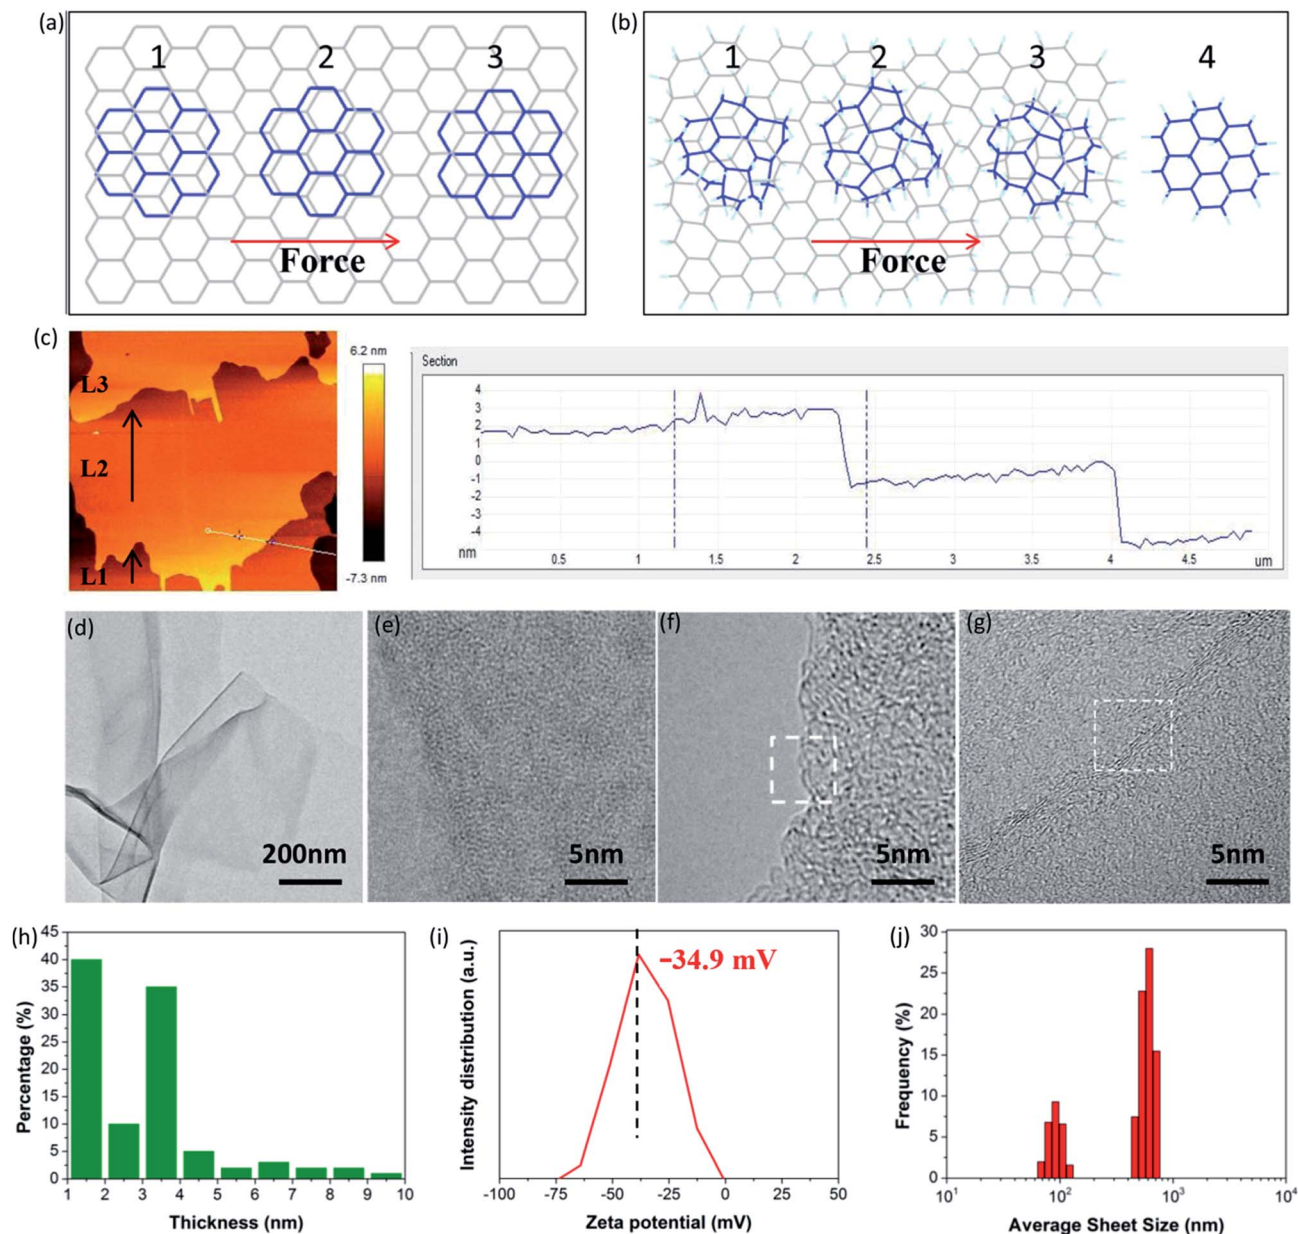 (a)
1
2
3
Force
(b)
1
2
3
4
Force
(c)
L3
L2
L1
6.2 nm
-7.3 nm
Section
4
3
2
1
0
-1
-2
-3
-4
nm
0.5
1
1.5
2
2.5
3
3.5
4
4.5
um
(d)
200nm
(e)
5nm
(f)
5nm
(g)
5nm
(h)
Percentage (%)
45
40
35
30
25
20
15
10
5
0
1 2 3 4 5 6 7 8 9 10
Thickness (nm)
(i)
Intensity distribution (a.u.)
-34.9 mV
-100 -75 -50 -25 0 25 50
Zeta potential (mV)
(j)
Frequency (%)
30
25
20
15
10
5
0
10¹ 10² 10³ 10⁴
Average Sheet Size (nm)